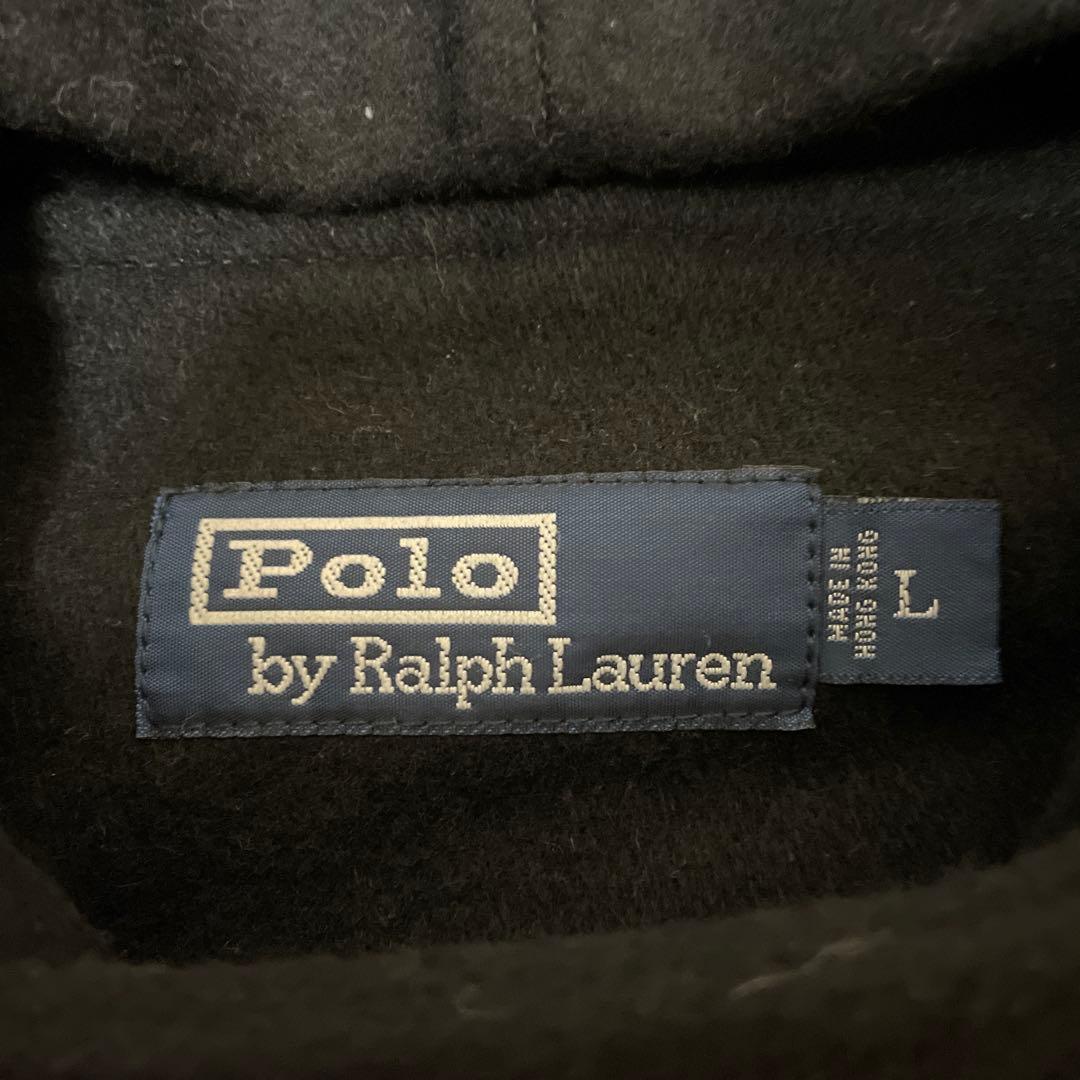 Polo
by Ralph Lauren
MADE IN
HONG KONG
L